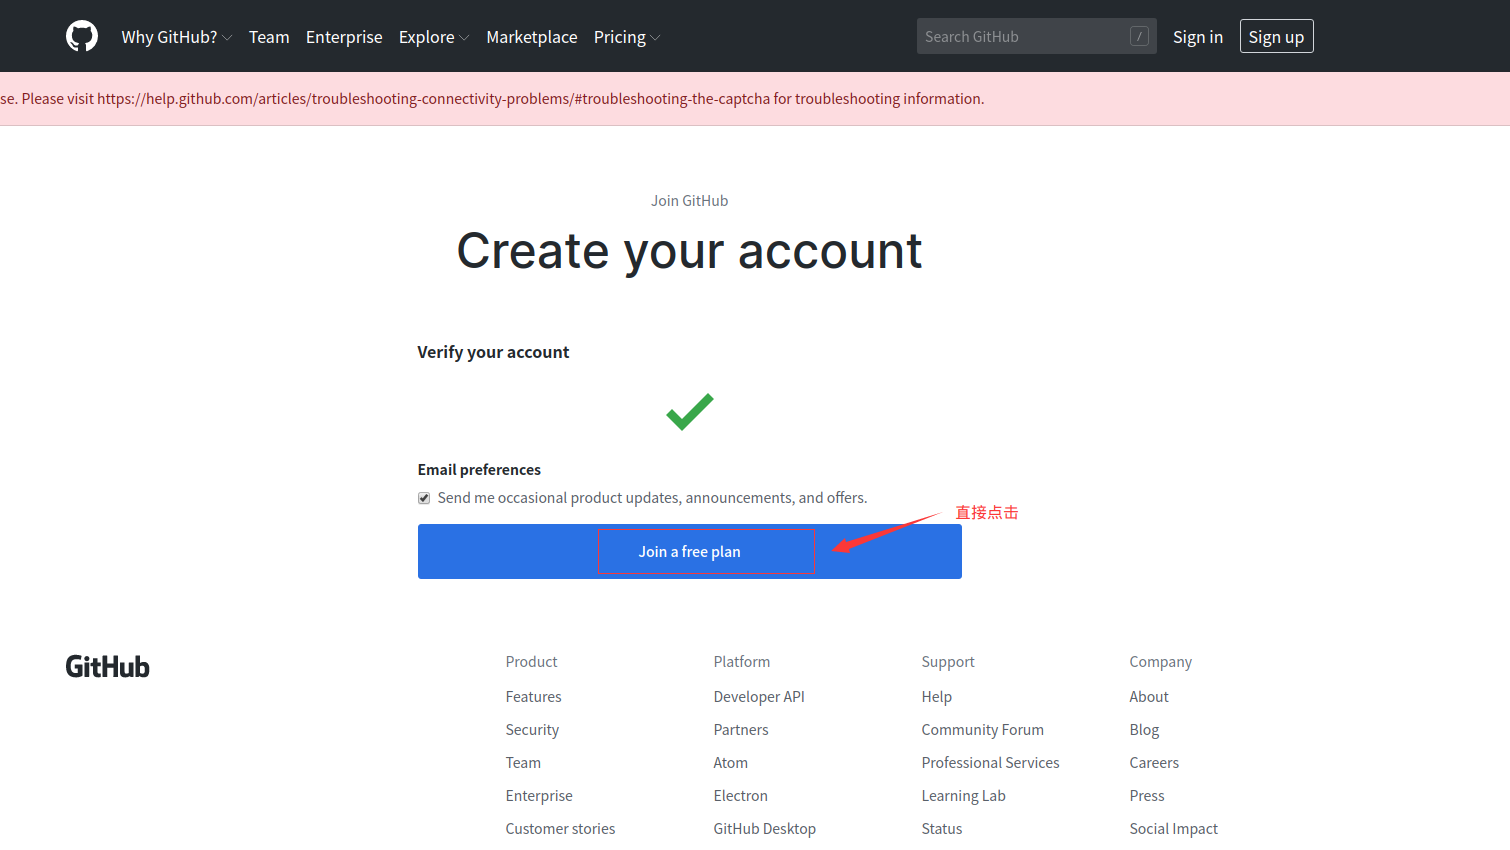 Why GitHub? Team Enterprise Explore Marketplace Pricing Search GitHub / Sign in Sign up
se. Please visit https://help.github.com/articles/troubleshooting-connectivity-problems/#troubleshooting-the-captcha for troubleshooting information.
Join GitHub
Create your account
Verify your account
Email preferences
Send me occasional product updates, announcements, and offers.
直接点击
Join a free plan
GitHub
Product Platform Support Company
Features Developer API Help About
Security Partners Community Forum Blog
Team Atom Professional Services Careers
Enterprise Electron Learning Lab Press
Customer stories GitHub Desktop Status Social Impact